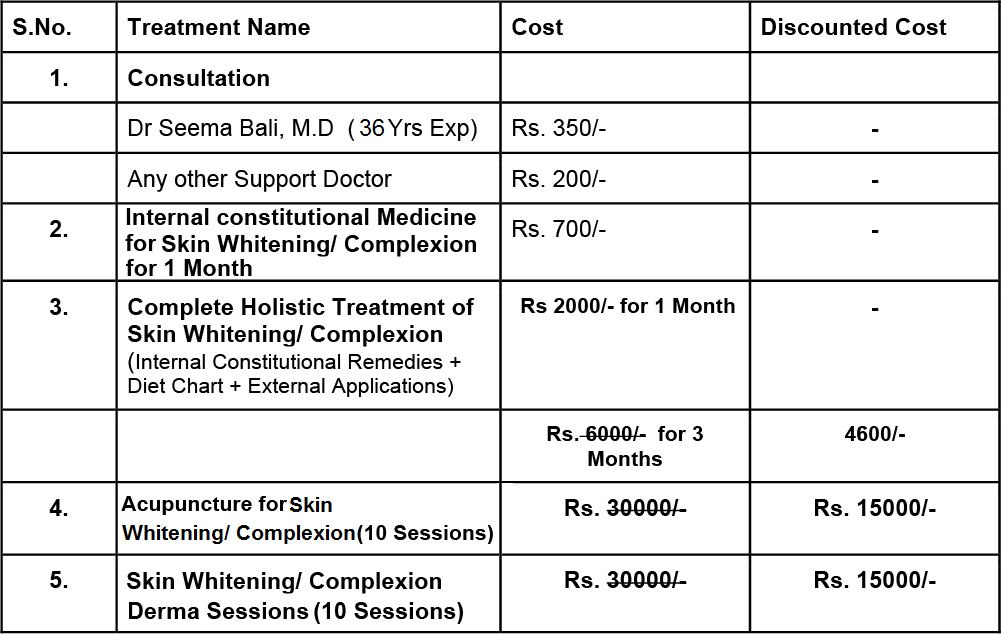 S.No. Treatment Name Cost Discounted Cost
1. Consultation
Dr Seema Bali, M.D ( 36 Yrs Exp) Rs. 350/- -
Any other Support Doctor Rs. 200/- -
2. Internal constitutional Medicine Rs. 700/- -
for Skin Whitening/ Complexion
for 1 Month
3. Complete Holistic Treatment of Rs 2000/- for 1 Month -
Skin Whitening/ Complexion
(Internal Constitutional Remedies +
Diet Chart + External Applications)
Rs. 6000/- for 3 4600/-
Months
4. Acupuncture for Skin Rs. 30000/- Rs. 15000/-
Whitening/ Complexion (10 Sessions)
5. Skin Whitening/ Complexion Rs. 30000/- Rs. 15000/-
Derma Sessions (10 Sessions)